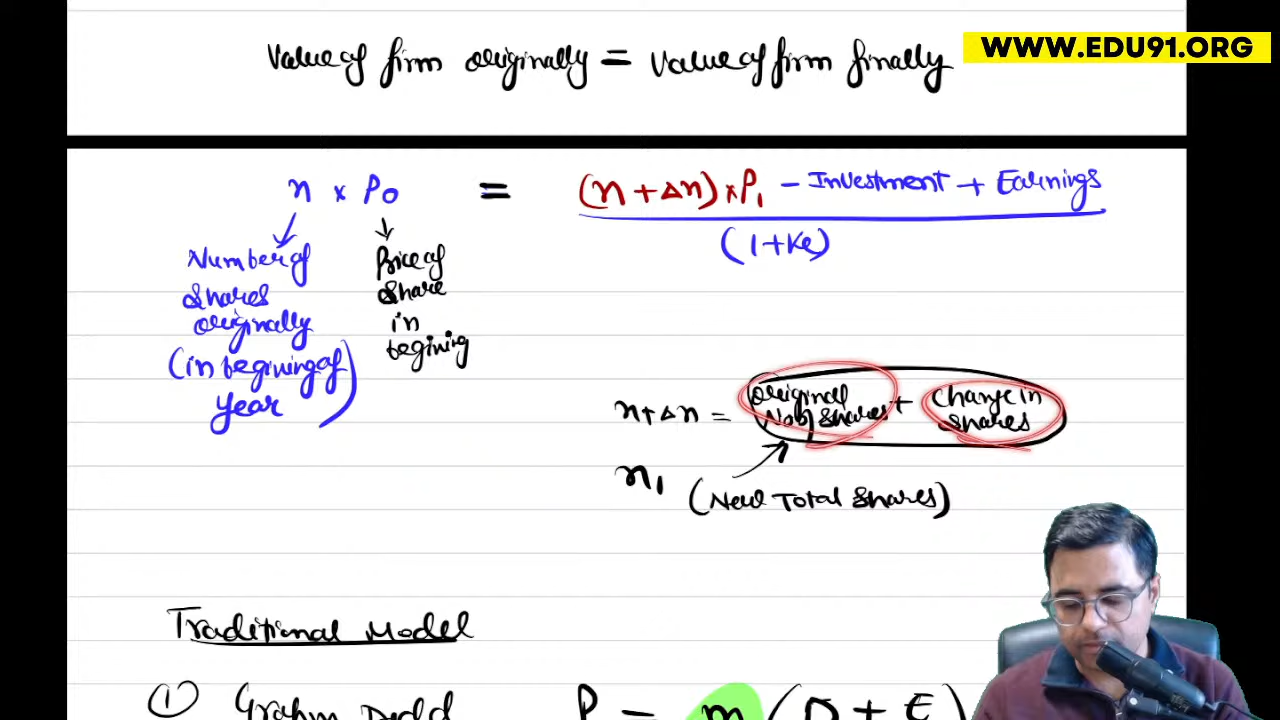 WWW.EDU91.ORG
Value of firm originally = Value of firm finally
n × P0 = (n + Δn) × P1 − Investment + Earnings
(1+Ke)
Number of shares originally (in begining of year)
Price of share in begining
n+Δn = Original No of shares + Change in shares
n1 (New Total Shares)
Traditional Model
① Grahm Dodd P = m (D + E